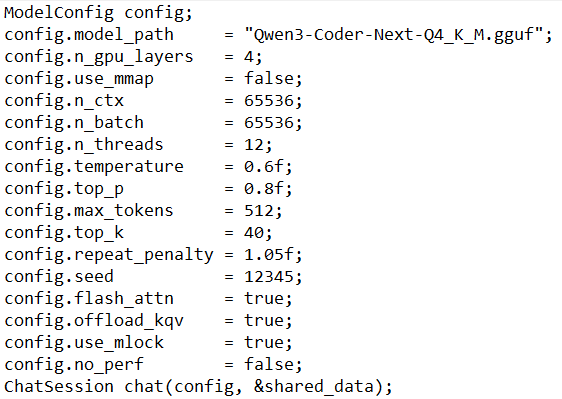 ModelConfig config;
config.model_path     = "Qwen3-Coder-Next-Q4_K_M.gguf";
config.n_gpu_layers   = 4;
config.use_mmap       = false;
config.n_ctx          = 65536;
config.n_batch        = 65536;
config.n_threads      = 12;
config.temperature    = 0.6f;
config.top_p          = 0.8f;
config.max_tokens     = 512;
config.top_k          = 40;
config.repeat_penalty = 1.05f;
config.seed           = 12345;
config.flash_attn     = true;
config.offload_kqv    = true;
config.use_mlock      = true;
config.no_perf        = false;
ChatSession chat(config, &shared_data);